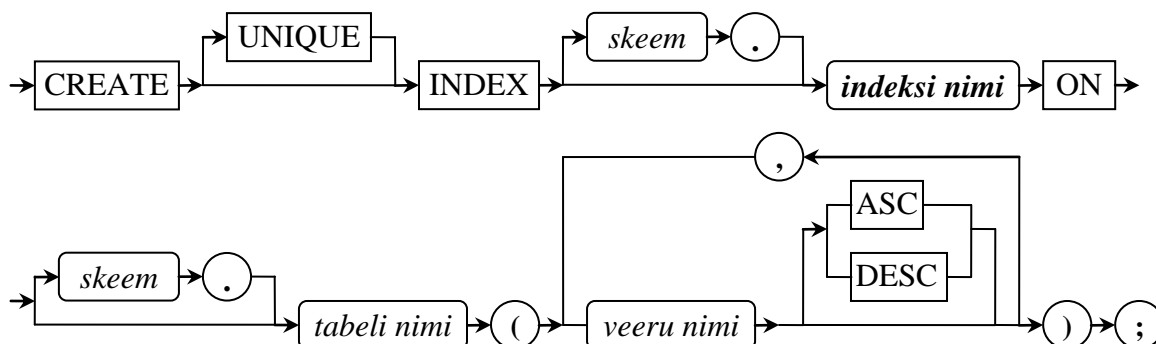 UNIQUE skeem .
CREATE INDEX indeksi nimi ON
,
ASC
skeem . DESC
tabeli nimi ( veeru nimi ) ;